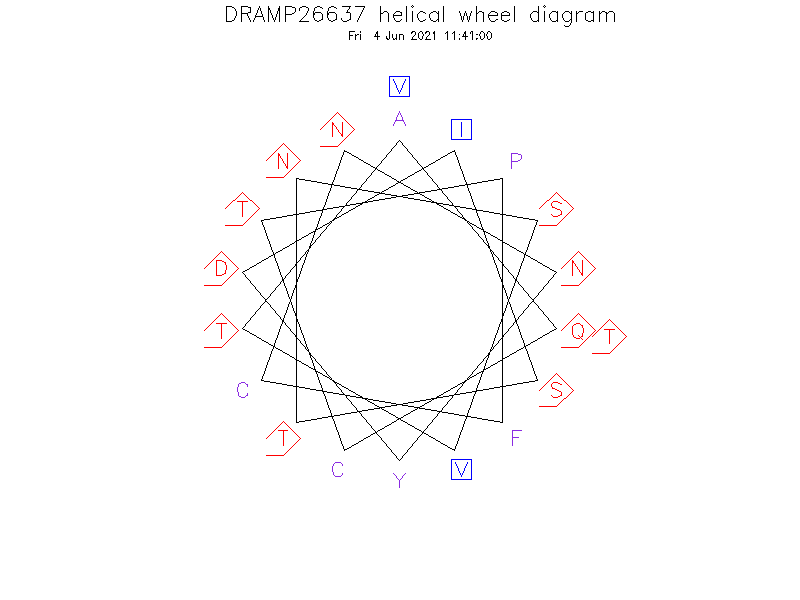 DRAMP26637 helical wheel diagram
Fri 4 Jun 2021 11:41:00
V
A
N I
N P
T S
D N
T Q T
C S
T F
C V
Y